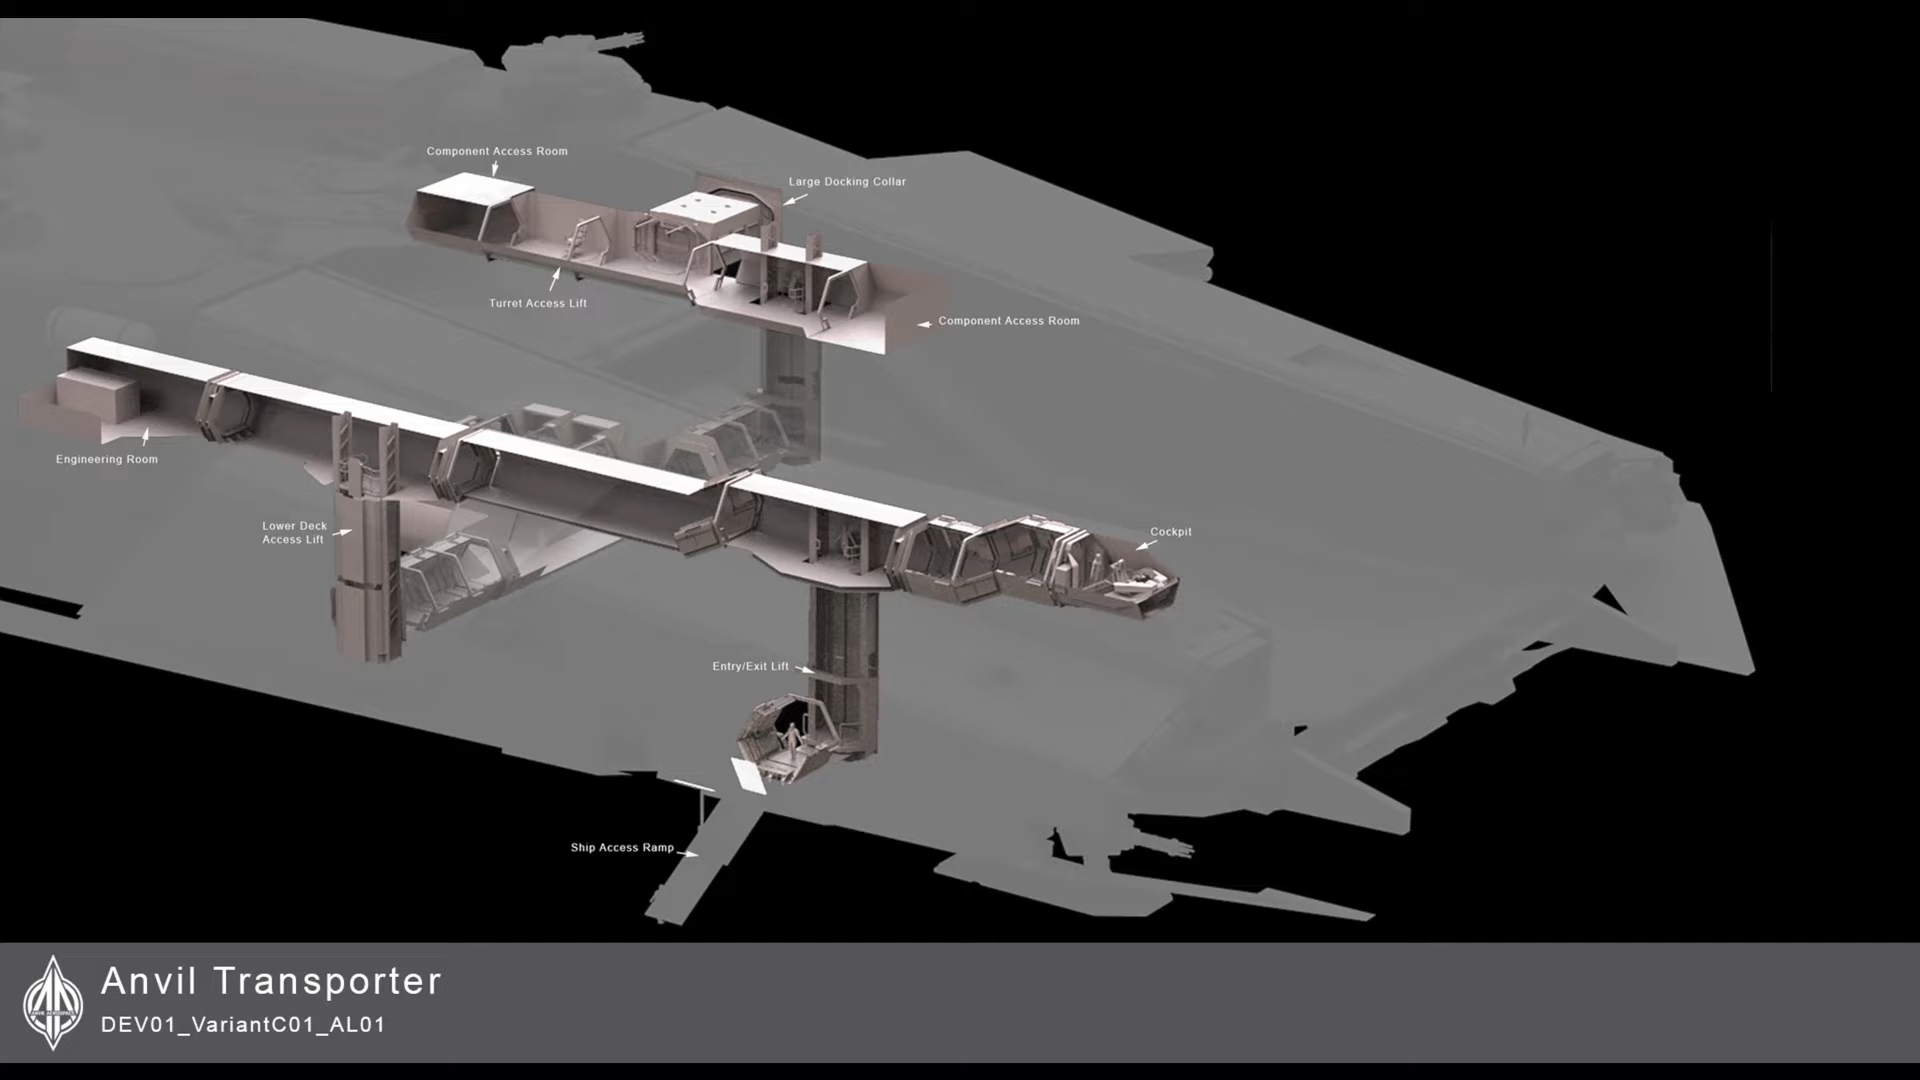 Component Access Room
Large Docking Collar
Turret Access Lift
Component Access Room
Engineering Room
Lower Deck
Access Lift
Cockpit
Entry/Exit Lift
Ship Access Ramp
Anvil Transporter
DEV01_VariantC01_AL01